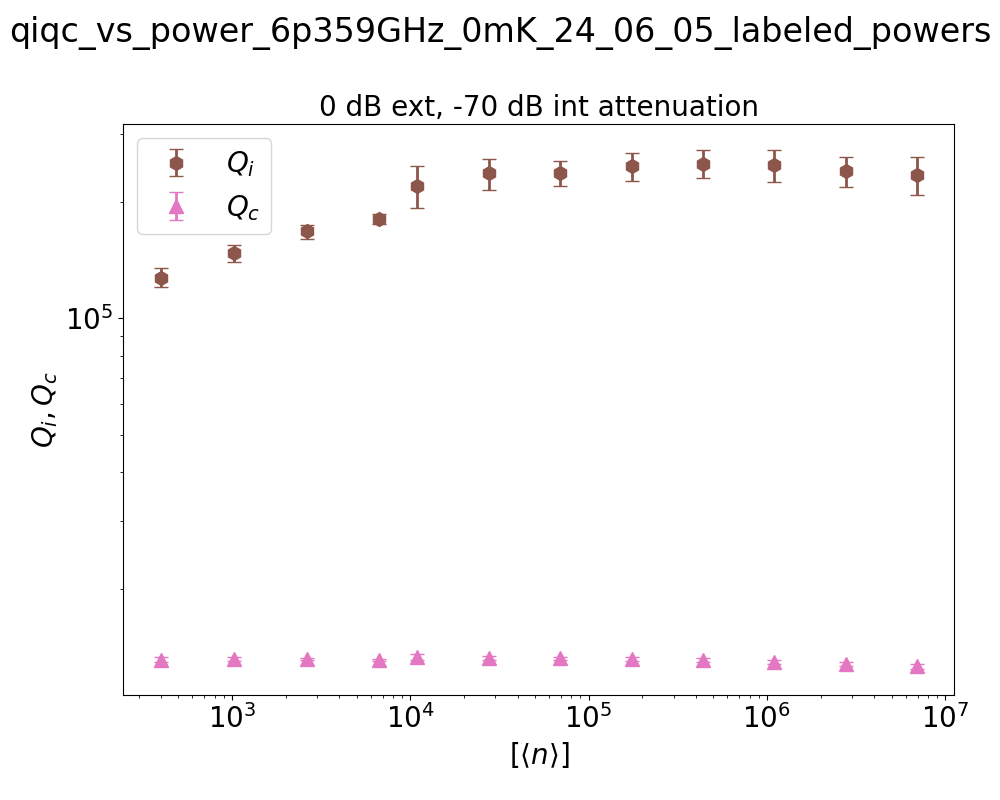 qiqc_vs_power_6p359GHz_0mK_24_06_05_labeled_powers
0 dB ext, -70 dB int attenuation
Q_i
Q_c
10^5
Q_i, Q_c
10^3 10^4 10^5 10^6 10^7
[⟨n⟩]